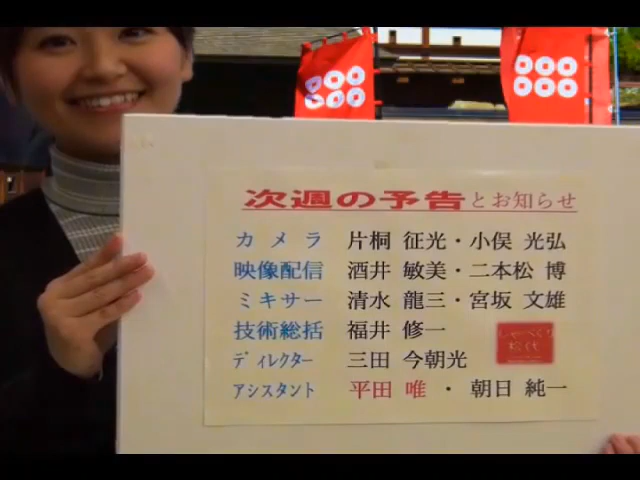 次週の予告とお知らせ
カメラ 片桐 征光・小俣 光弘
映像配信 酒井 敏美・二本松 博
ミキサー 清水 龍三・宮坂 文雄
技術総括 福井 修一
ディレクター 三田 今朝光
アシスタント 平田 唯 ・ 朝日 純一